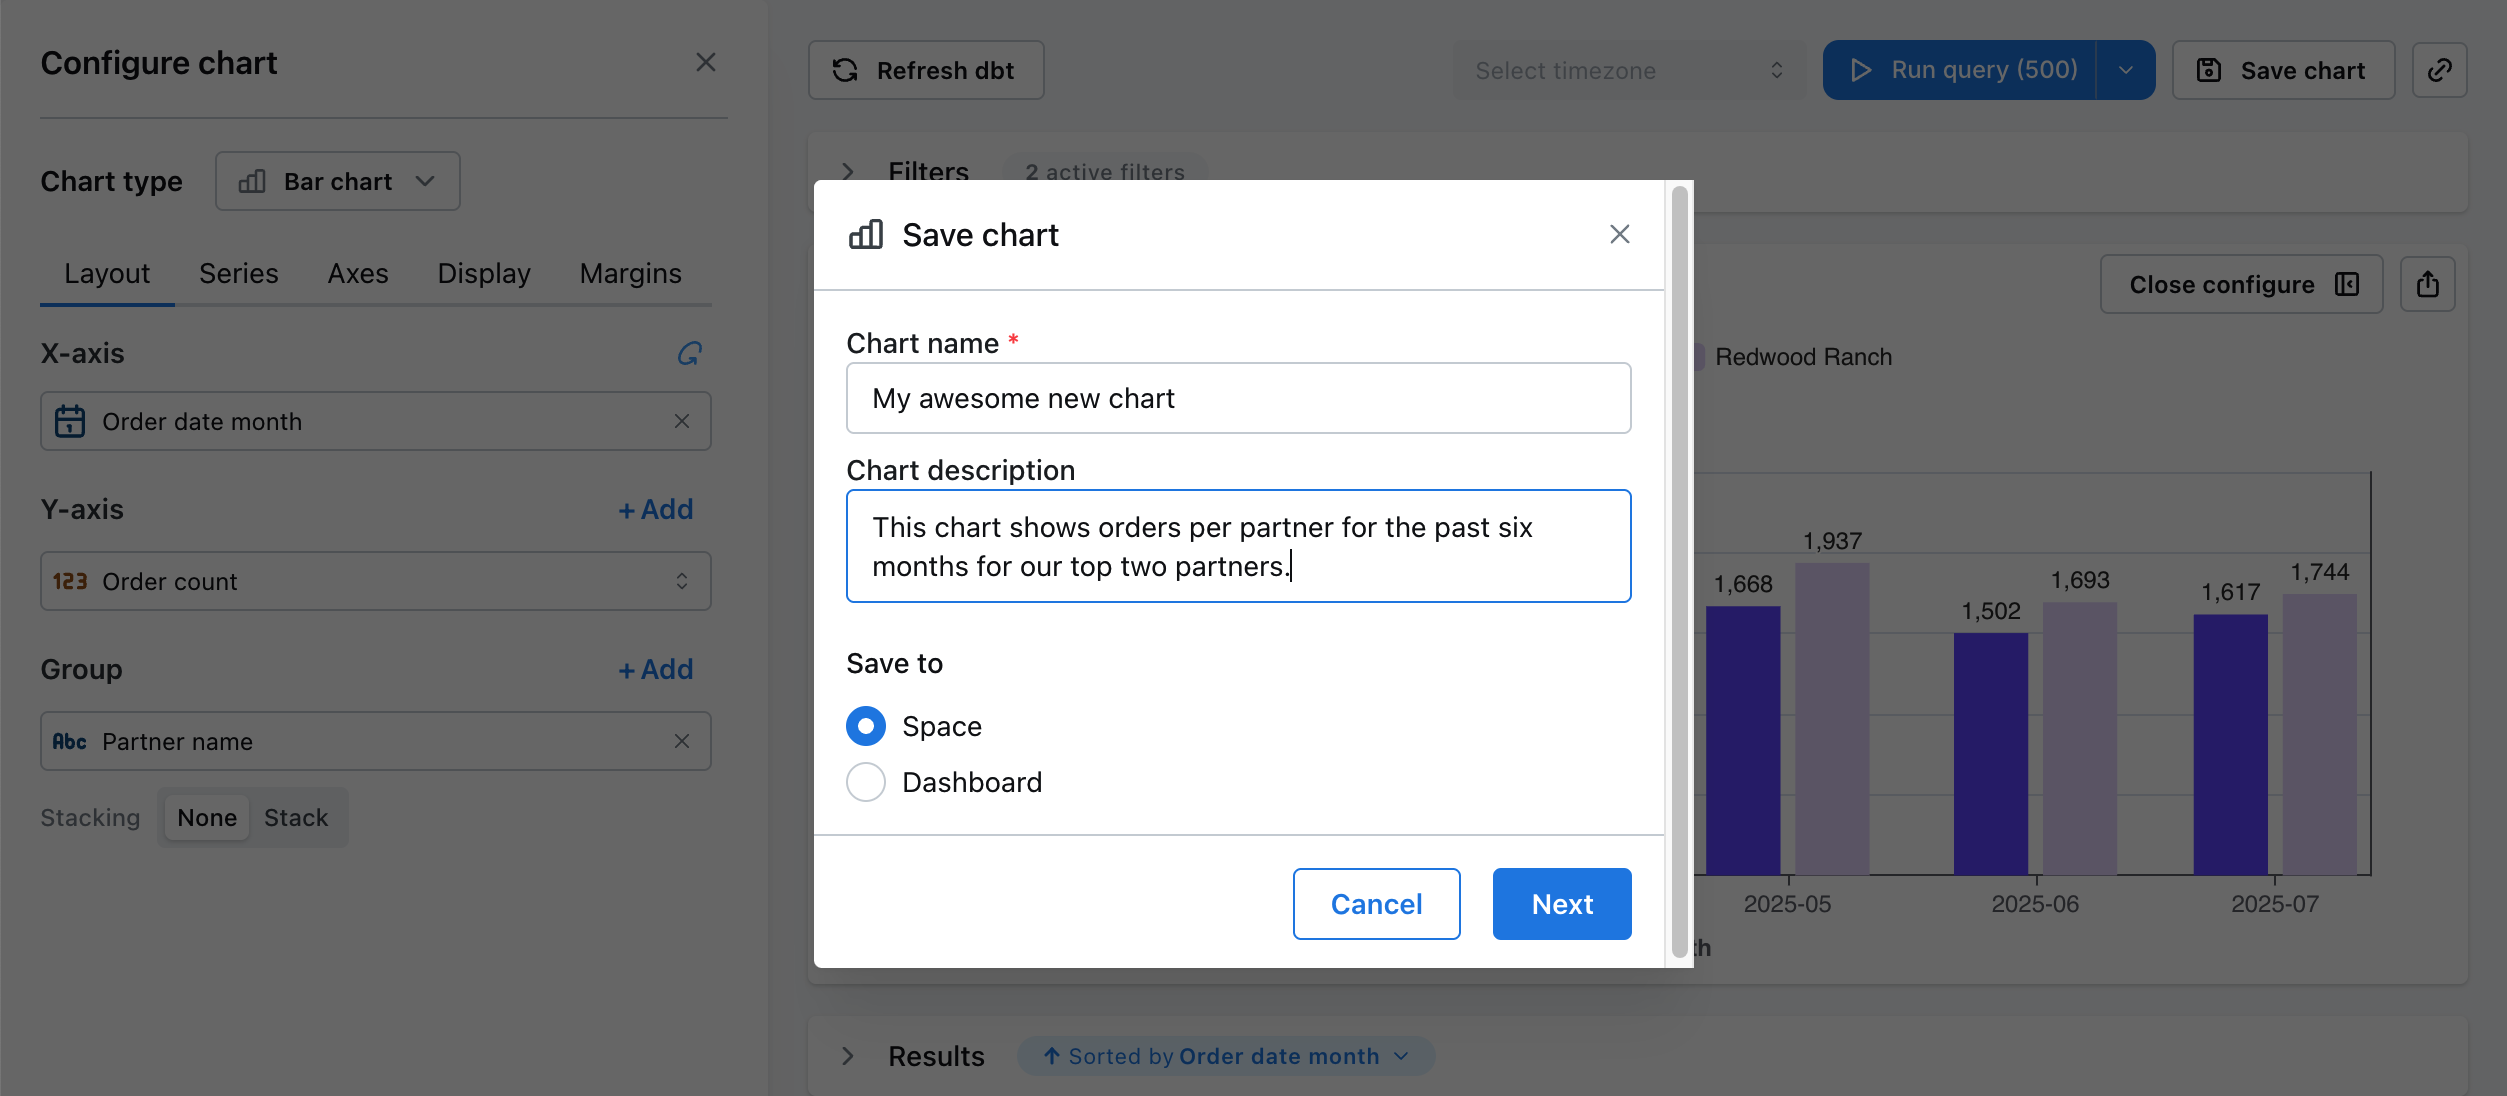 Configure chart
Chart type
Bar chart
Layout Series Axes Display Margins
X-axis
Order date month
Y-axis
+ Add
123 Order count
Group
+ Add
Abc Partner name
Stacking None Stack
Refresh dbt
Select timezone
Run query (500)
Save chart
Filters
2 active filters
Close configure
Redwood Ranch
1,668
1,937
1,502
1,693
1,617
1,744
2025-05
2025-06
2025-07
Save chart
Chart name *
My awesome new chart
Chart description
This chart shows orders per partner for the past six
months for our top two partners.
Save to
Space
Dashboard
Cancel
Next
Results
Sorted by Order date month